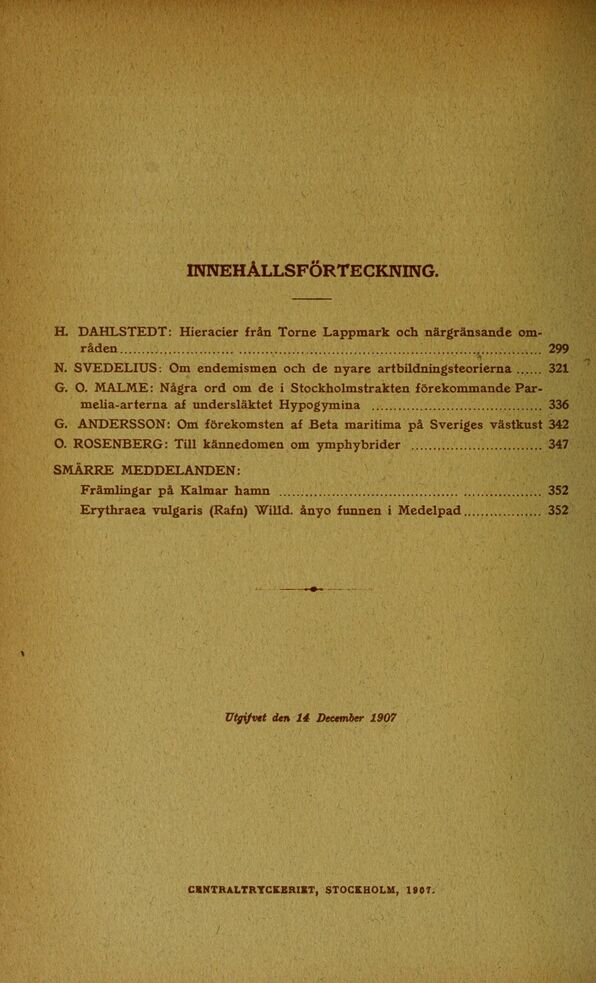 INNEHÅLLSFÖRTECKNING.
H. DAHLSTEDT: Hieracier från Torne Lappmark och närgränsande om-
råden 299
N. SVEDELIUS: Om endemismen och de nyare artbildningsteorierna 321
G. O. MALME: Några ord om de i Stockholmstrakten förekommande Par-
melia-arterna af undersläktet Hypogymina 336
G. ANDERSSON: Om förekomsten af Beta maritima på Sveriges västkust 342
O. ROSENBERG: Till kännedomen om ymphybrider 347
SMÄRRE MEDDELANDEN:
Främlingar på Kalmar hamn 352
Erythraea vulgaris (Rafn) Willd. ånyo funnen i Medelpad 352
Utgifvet den 14 December 1907
CENTRALTRYCKERIET, STOCKHOLM, 1907.